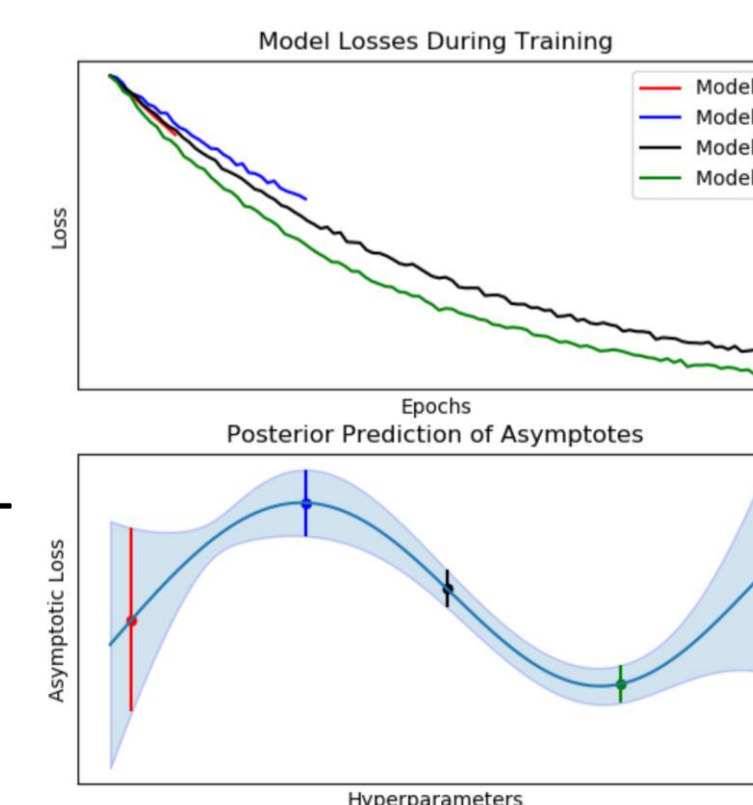 Model Losses During Training
Model
Model
Model
Model
Loss
Epochs
Posterior Prediction of Asymptotes
Asymptotic Loss
Hyperparameters